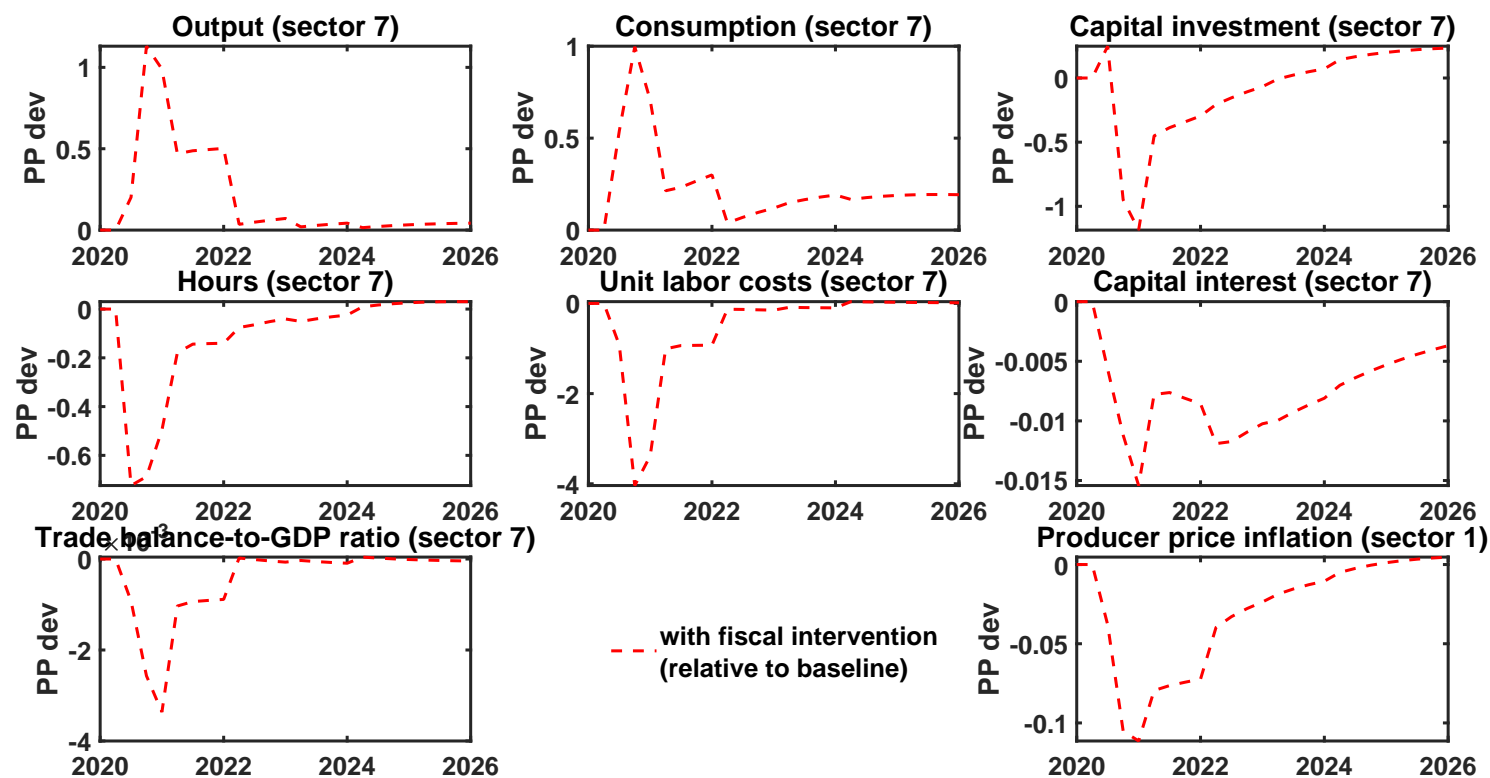 Output (sector 7)
PP dev
1
0.5
0
2020 2022 2024 2026
Consumption (sector 7)
PP dev
1
0.5
0
2020 2022 2024 2026
Capital investment (sector 7)
PP dev
0
-0.5
-1
2020 2022 2024 2026
Hours (sector 7)
PP dev
0
-0.2
-0.4
-0.6
2020 2022 2024 2026
Unit labor costs (sector 7)
PP dev
0
-2
-4
2020 2022 2024 2026
Capital interest (sector 7)
PP dev
0
-0.005
-0.01
-0.015
2020 2022 2024 2026
Trade balance-to-GDP ratio (sector 7)
×10-3
PP dev
0
-2
-4
2020 2022 2024 2026
with fiscal intervention
(relative to baseline)
Producer price inflation (sector 1)
PP dev
0
-0.05
-0.1
2020 2022 2024 2026